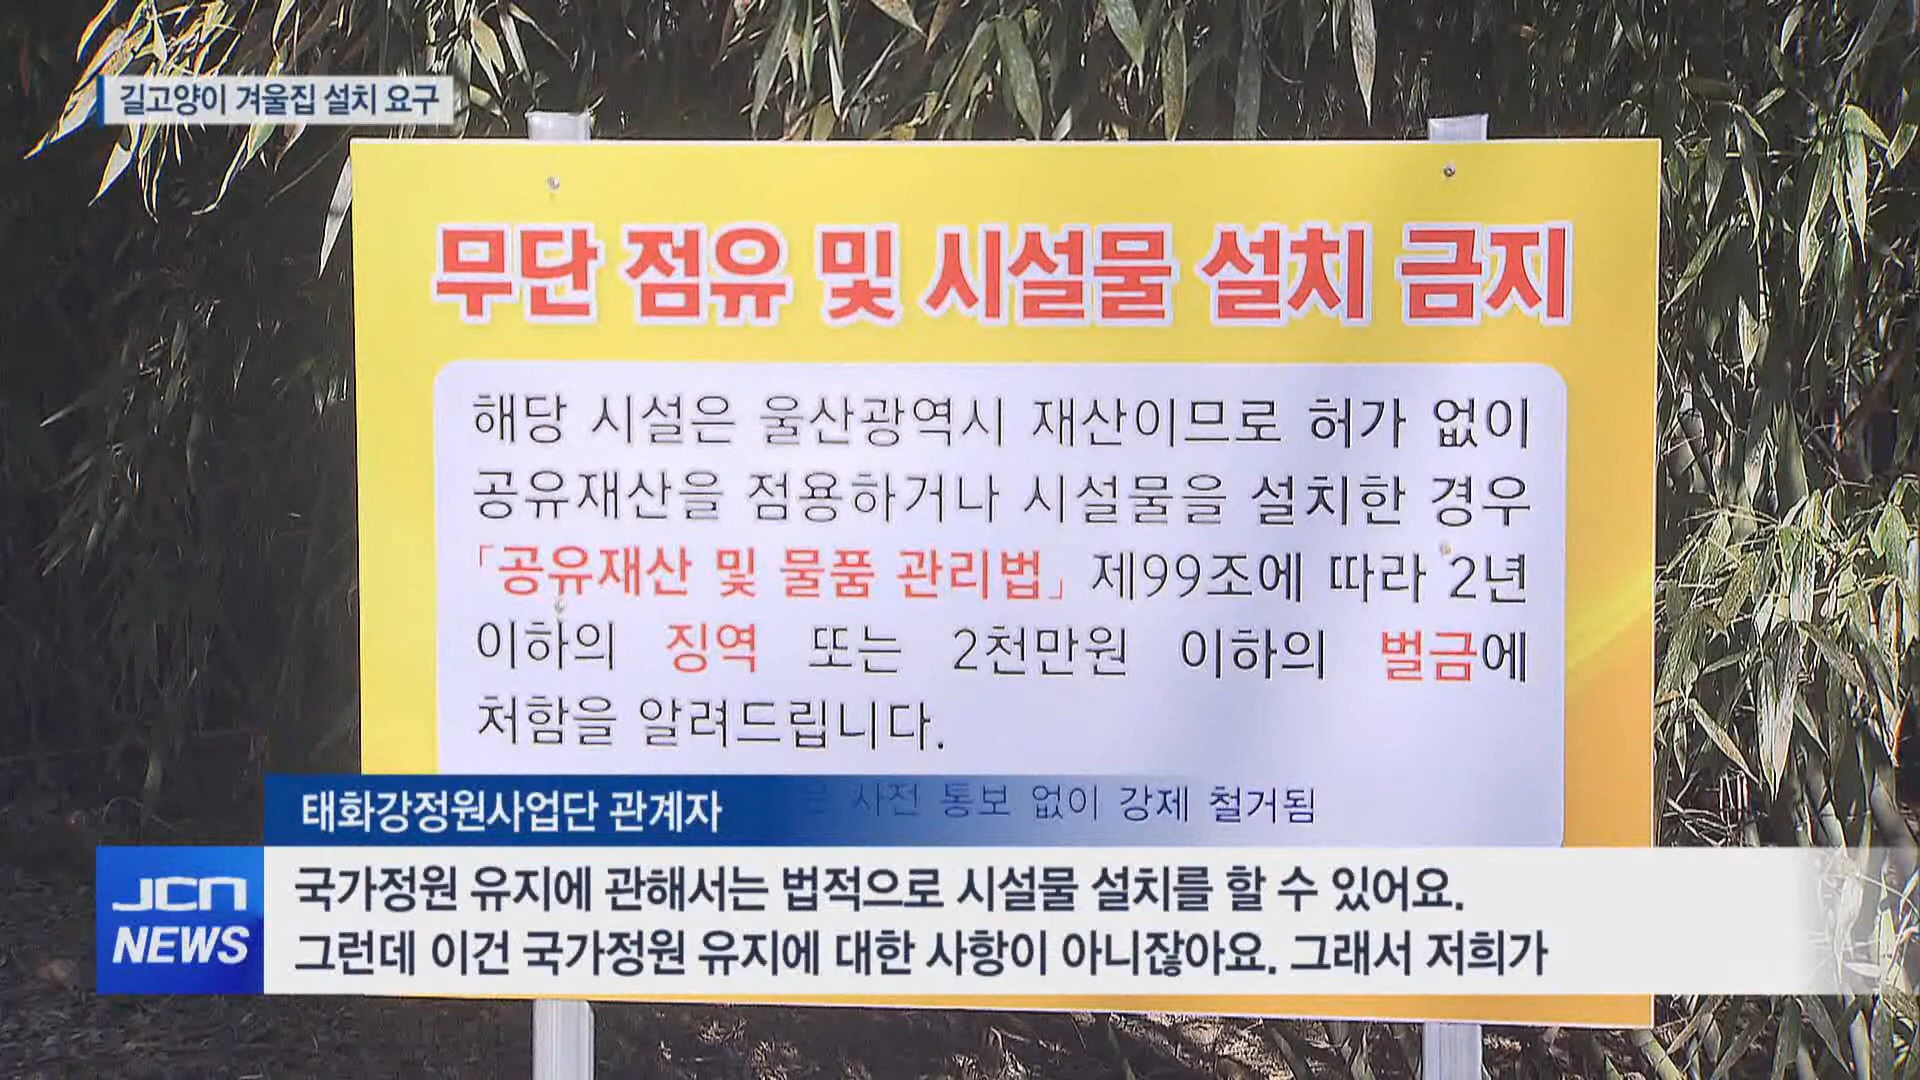 길고양이 겨울집 설치 요구
무단 점유 및 시설물 설치 금지
해당 시설은 울산광역시 재산이므로 허가 없이
공유재산을 점용하거나 시설물을 설치한 경우
「공유재산 및 물품 관리법」 제99조에 따라 2년
이하의 징역 또는 2천만원 이하의 벌금에
처함을 알려드립니다.
사전 통보 없이 강제 철거됨
태화강정원사업단 관계자
JCN
NEWS
국가정원 유지에 관해서는 법적으로 시설물 설치를 할 수 있어요.
그런데 이건 국가정원 유지에 대한 사항이 아니잖아요. 그래서 저희가